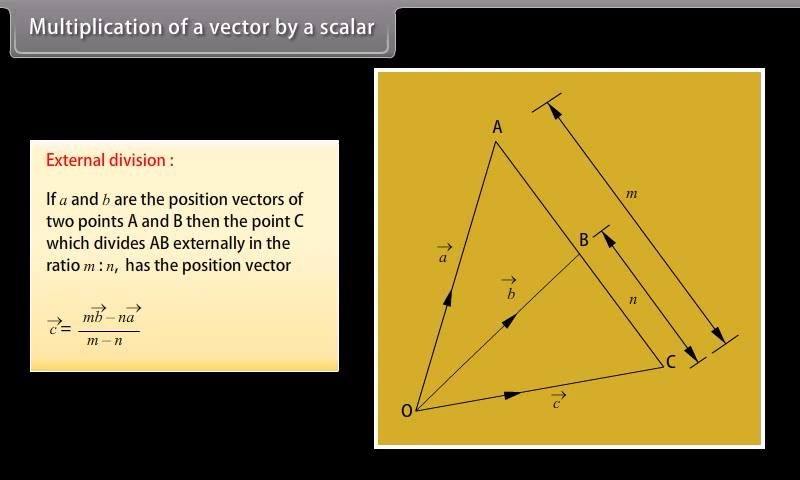 Multiplication of a vector by a scalar
External division :
If a and b are the position vectors of
two points A and B then the point C
which divides AB externally in the
ratio m : n, has the position vector
c⃗ = (mb⃗ – na⃗) / (m – n)
A
m
B
a⃗
b⃗
n
C
c⃗
O